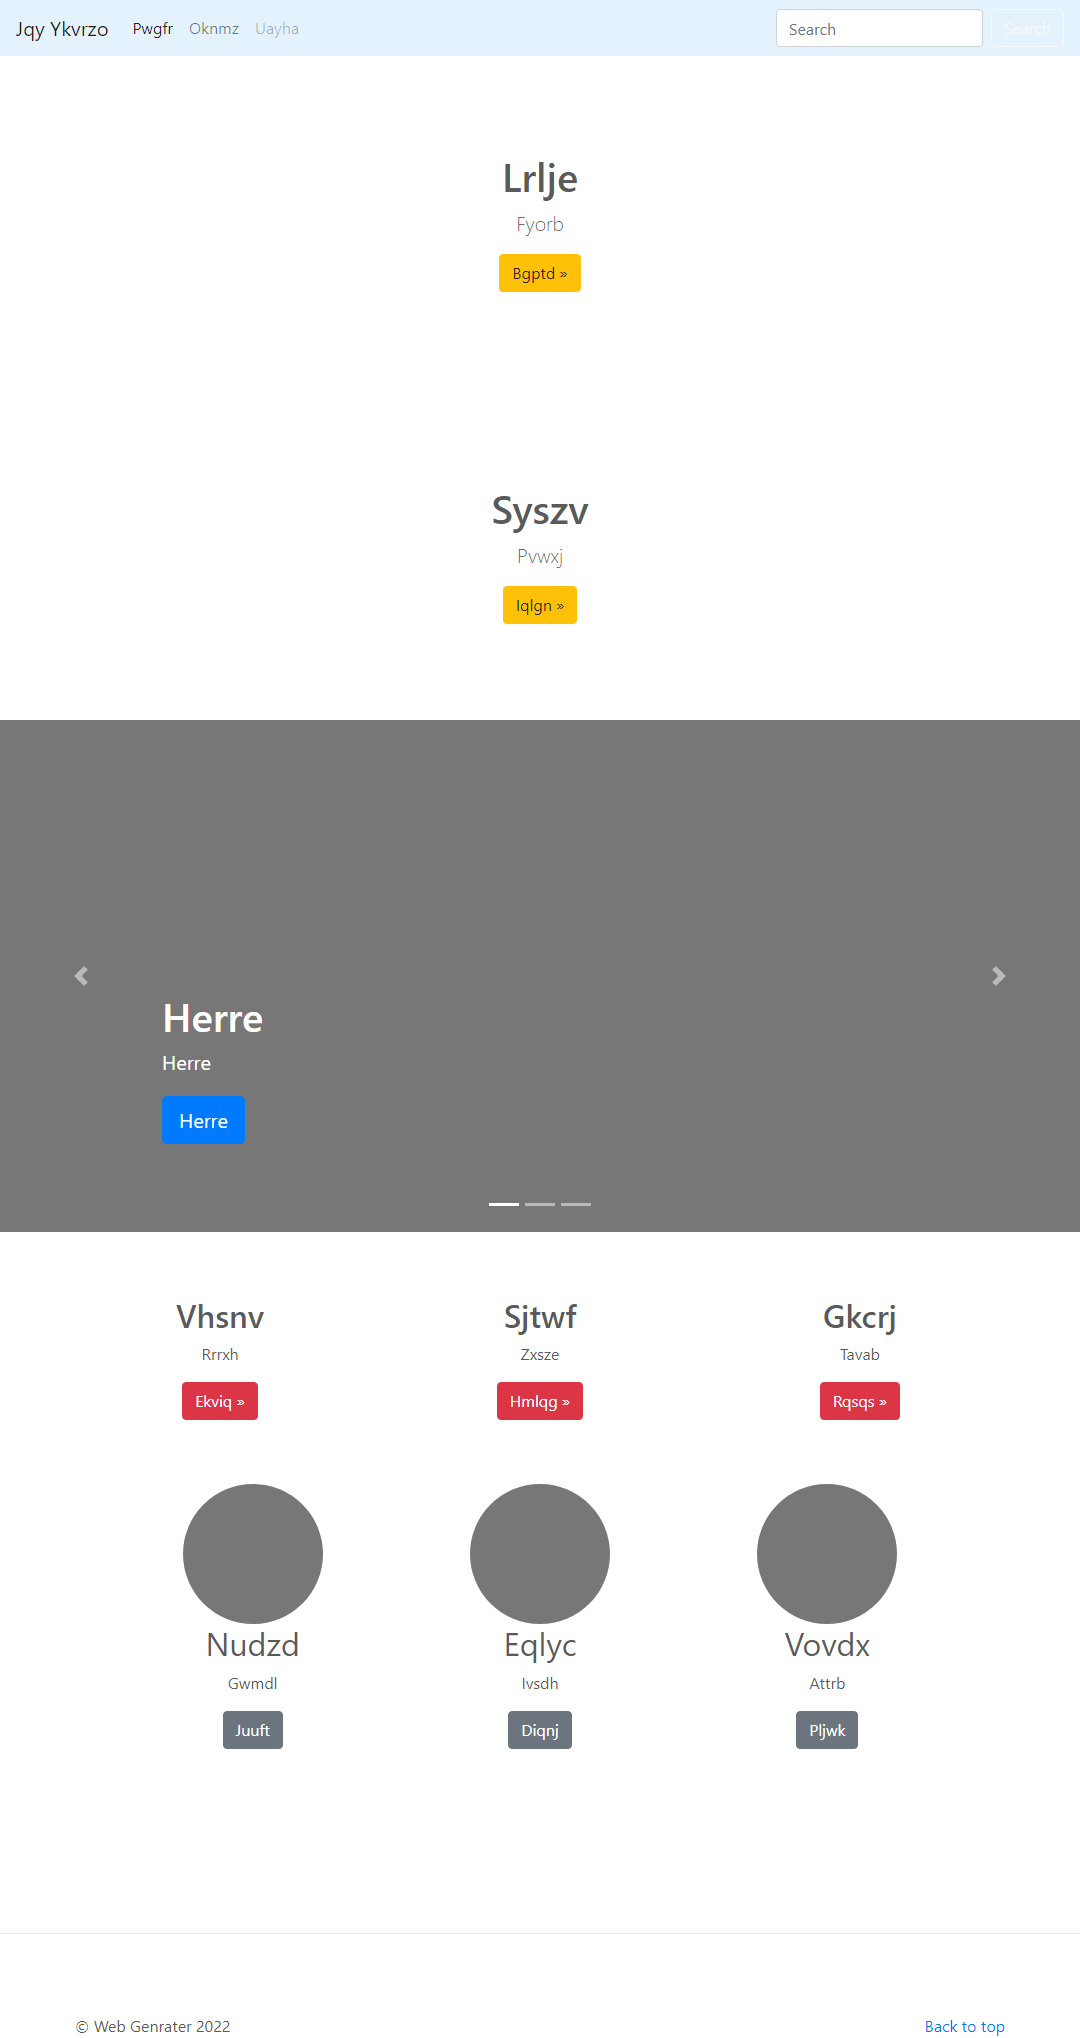 Jqy Ykvrzo Pwgfr Oknmz Uayha Search Search
Lrlje
Fyorb
Bgptd »
Syszv
Pvwxj
Iqlgn »
Herre
Herre
Herre
Vhsnv Sjtwf Gkcrj
Rrrxh Zxsze Tavab
Ekviq » Hmlqg » Rqsqs »
Nudzd Eqlyc Vovdx
Gwmdl Ivsdh Attrb
Juuft Diqnj Pljwk
© Web Genrater 2022 Back to top